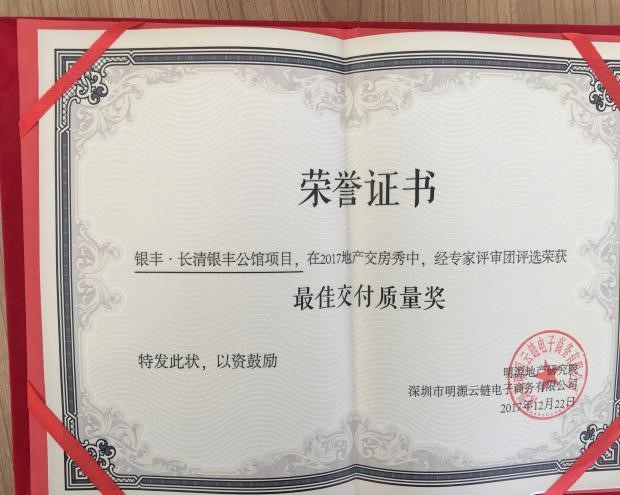 荣誉证书
银丰·长清银丰公馆项目，在2017地产交房秀中，经专家评审团评选荣获
最佳交付质量奖
特发此状，以资鼓励
明源地产研究院
深圳市明源云链电子商务有限公司
2017年12月22日